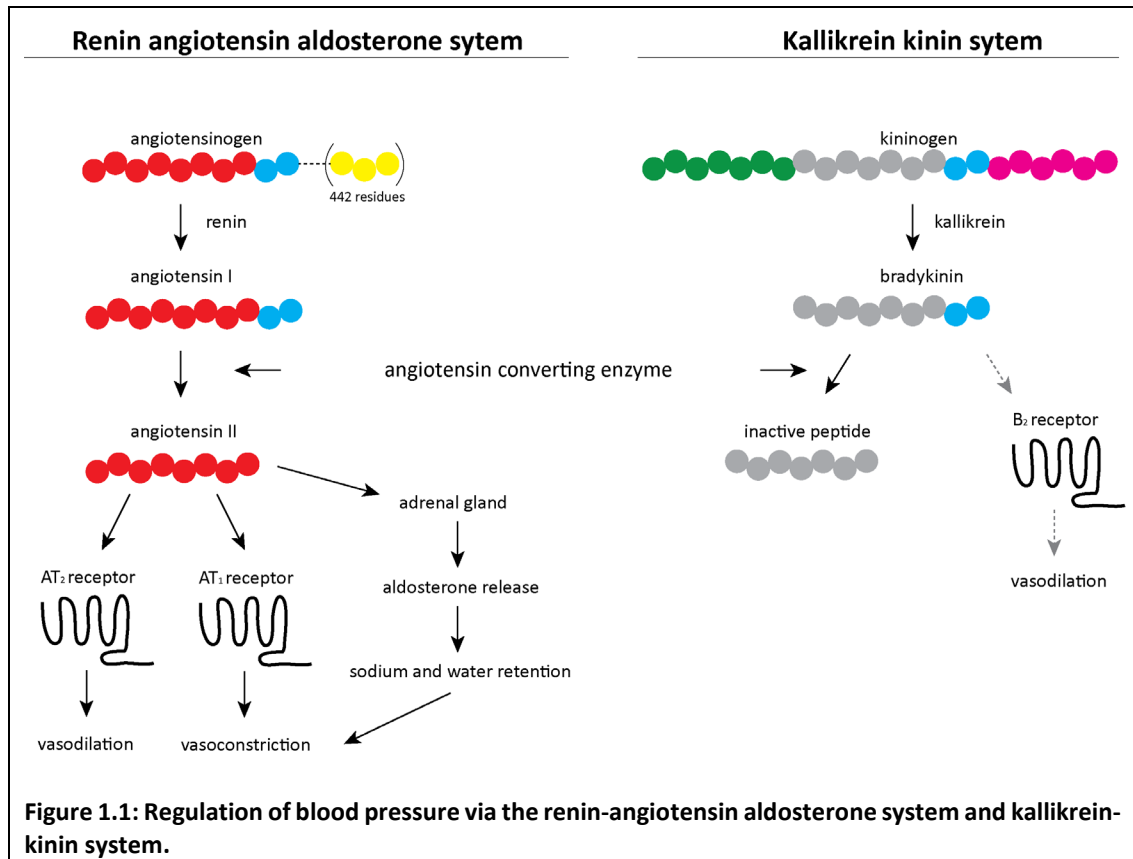 Renin angiotensin aldosterone sytem
Kallikrein kinin sytem
angiotensinogen
(442 residues)
renin
angiotensin I
kininogen
kallikrein
bradykinin
angiotensin converting enzyme
angiotensin II
adrenal gland
aldosterone release
sodium and water retention
AT₂ receptor
AT₁ receptor
vasodilation
vasoconstriction
inactive peptide
B₂ receptor
vasodilation
Figure 1.1: Regulation of blood pressure via the renin-angiotensin aldosterone system and kallikrein-
kinin system.